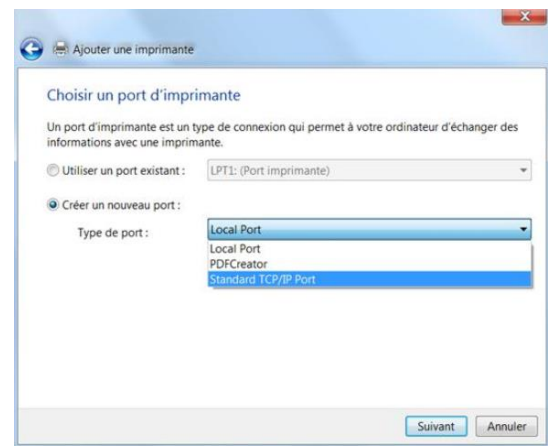 Ajouter une imprimante
Choisir un port d'imprimante
Un port d'imprimante est un type de connexion qui permet à votre ordinateur d'échanger des
informations avec une imprimante.
Utiliser un port existant :
LPT1: (Port imprimante)
Créer un nouveau port :
Type de port :
Local Port
Local Port
PDFCreator
Standard TCP/IP Port
Suivant
Annuler